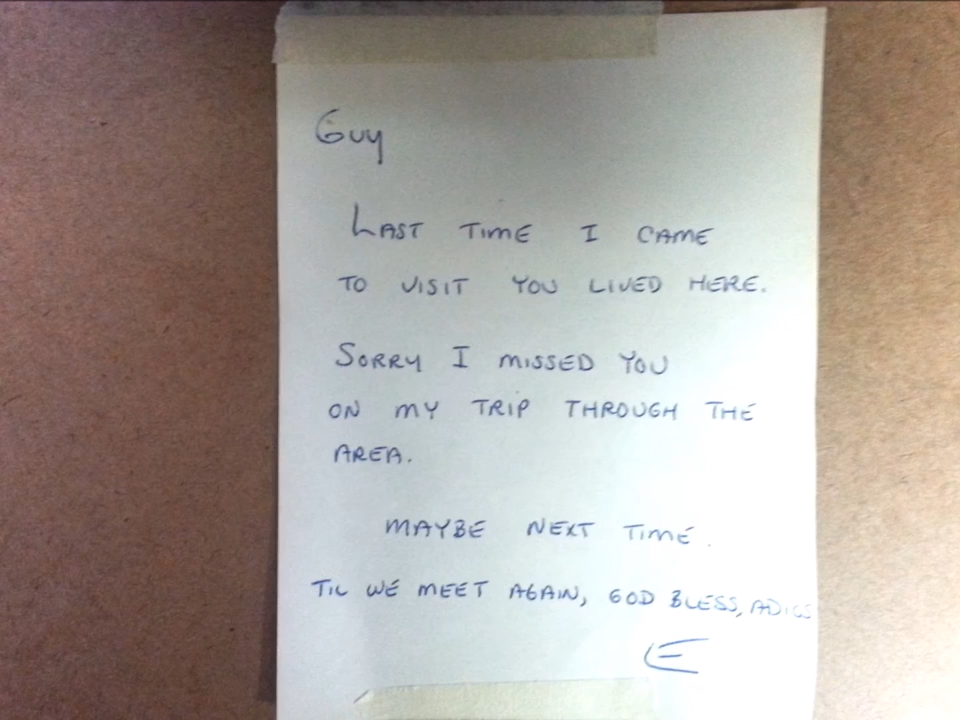 Guy
LAST TIME I CAME
TO VISIT YOU LIVED HERE.
SORRY I MISSED YOU
ON MY TRIP THROUGH THE
AREA.
MAYBE NEXT TIME.
TIL WE MEET AGAIN, GOD BLESS, ADIOS
E